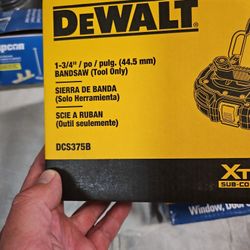 DEWALT
1-3/4" / po / pulg. (44.5 mm)
BANDSAW (Tool Only)
SIERRA DE BANDA
(Solo Herramienta)
SCIE A RUBAN
(Outil seulement)
DCS375B
XT
SUB-CO
Window, Door